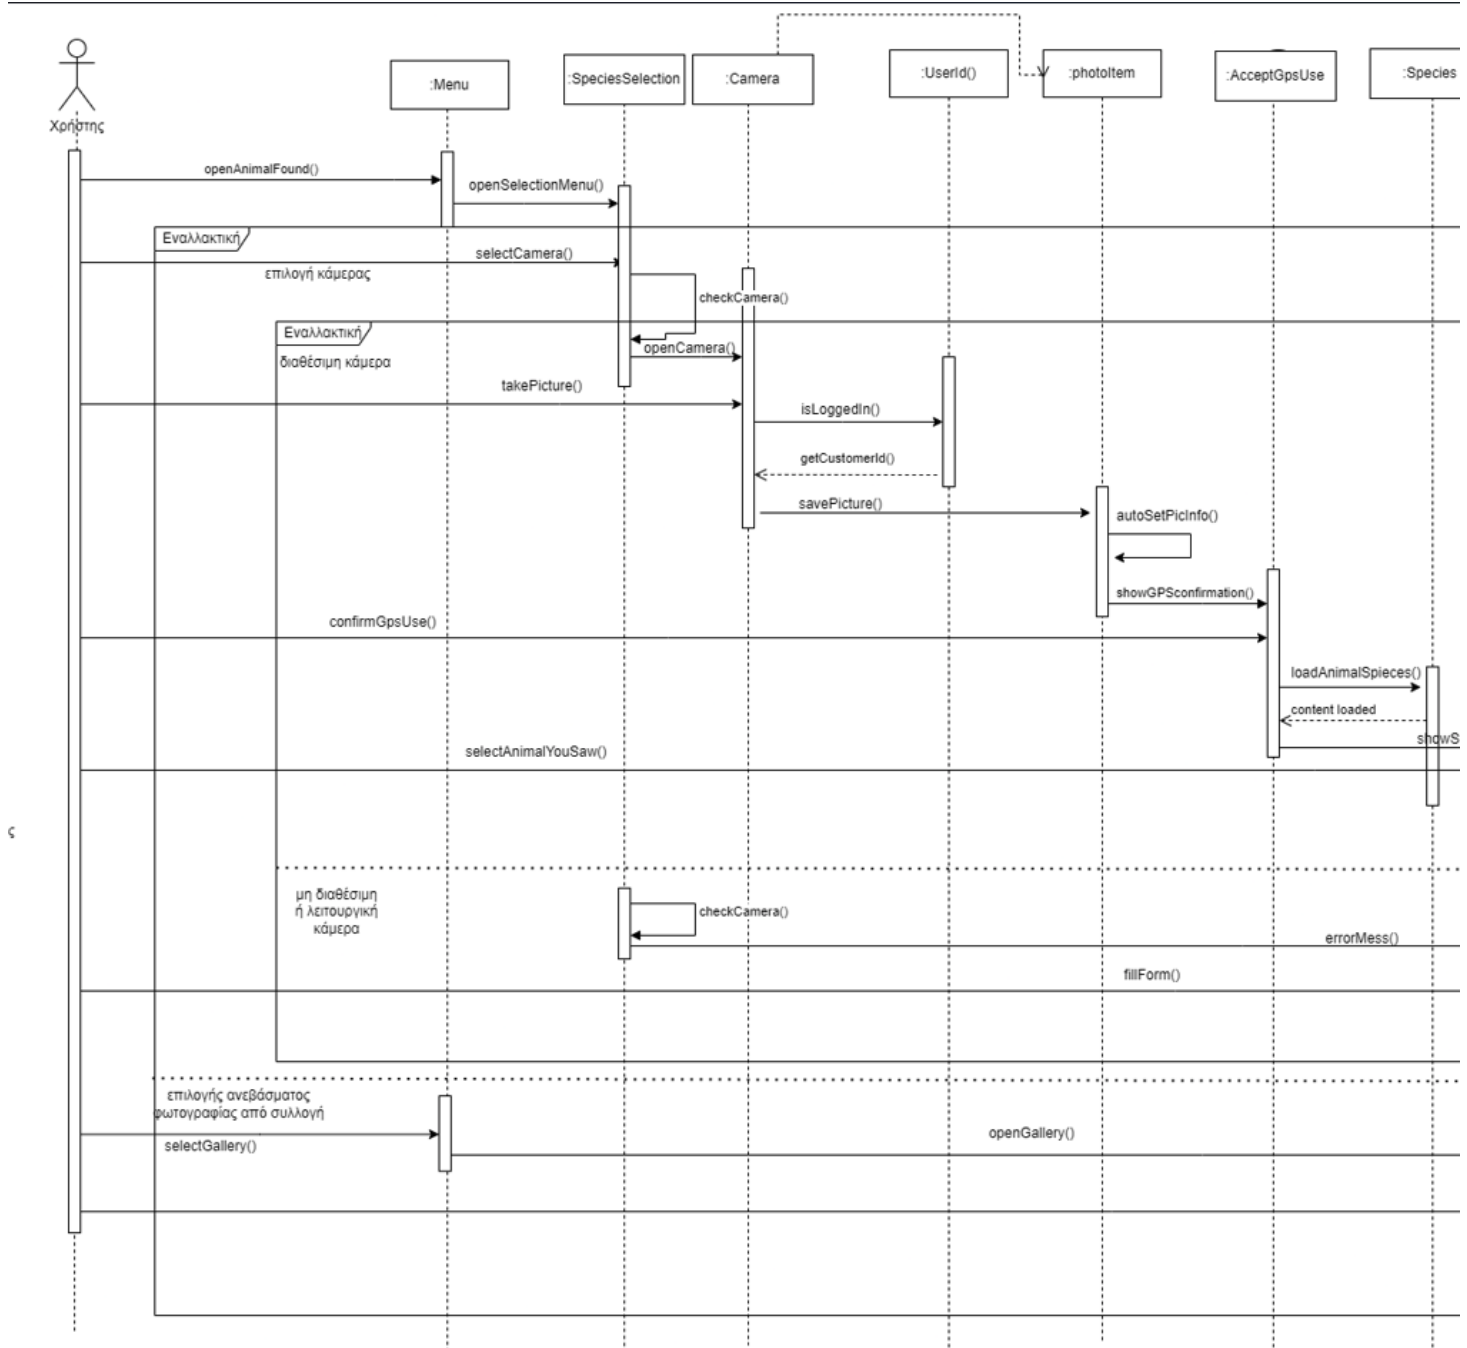 :Menu
:SpeciesSelection
:Camera
:UserId()
:photoItem
:AcceptGpsUse
:Species
Χρήστης
openAnimalFound()
openSelectionMenu()
Εναλλακτική
selectCamera()
επιλογή κάμερας
checkCamera()
Εναλλακτική
διαθέσιμη κάμερα
openCamera()
takePicture()
isLoggedIn()
getCustomerId()
savePicture()
autoSetPicInfo()
showGPSconfirmation()
confirmGpsUse()
loadAnimalSpieces()
content loaded
showS
selectAnimalYouSaw()
ς
μη διαθέσιμη
ή λειτουργική
κάμερα
checkCamera()
errorMess()
fillForm()
επιλογής ανεβάσματος
φωτογραφίας από συλλογή
selectGallery()
openGallery()